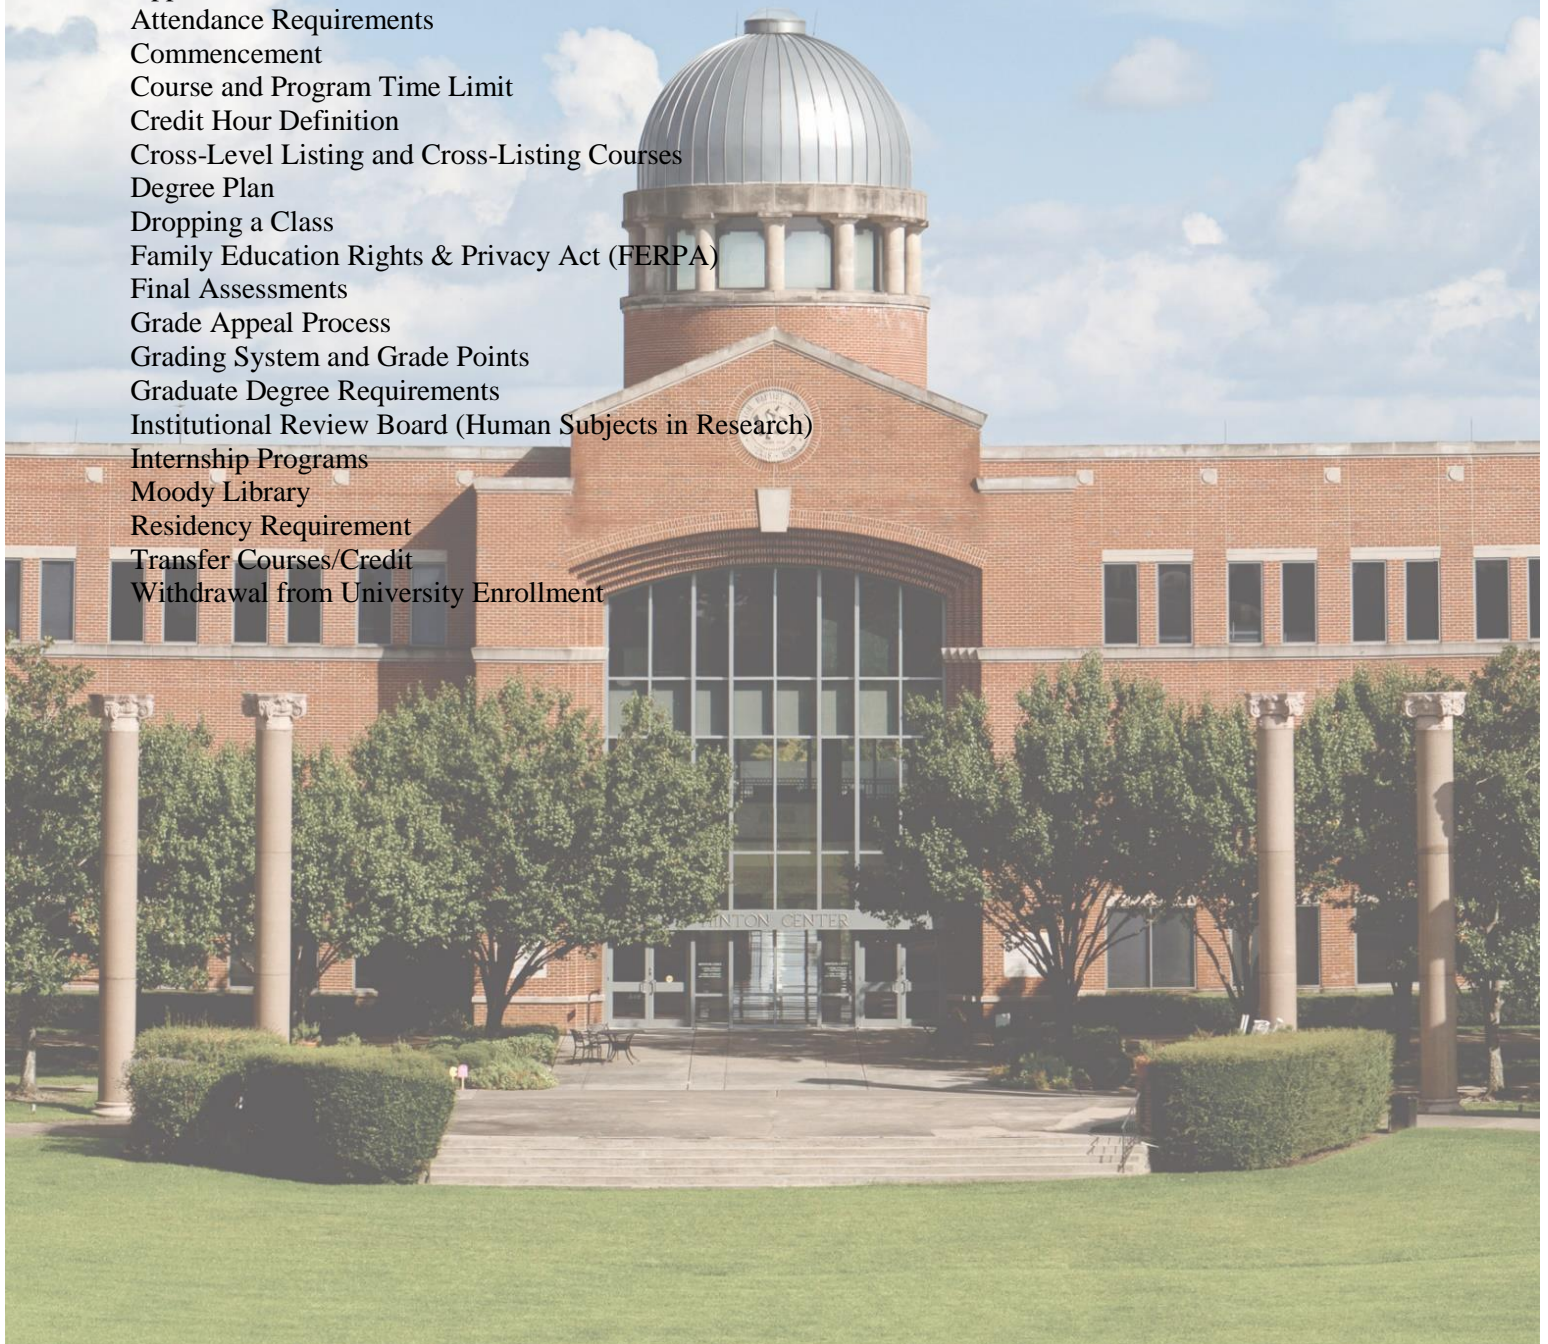 Attendance Requirements
Commencement
Course and Program Time Limit
Credit Hour Definition
Cross-Level Listing and Cross-Listing Courses
Degree Plan
Dropping a Class
Family Education Rights & Privacy Act (FERPA)
Final Assessments
Grade Appeal Process
Grading System and Grade Points
Graduate Degree Requirements
Institutional Review Board (Human Subjects in Research)
Internship Programs
Moody Library
Residency Requirement
Transfer Courses/Credit
Withdrawal from University Enrollment
HINTON CENTER